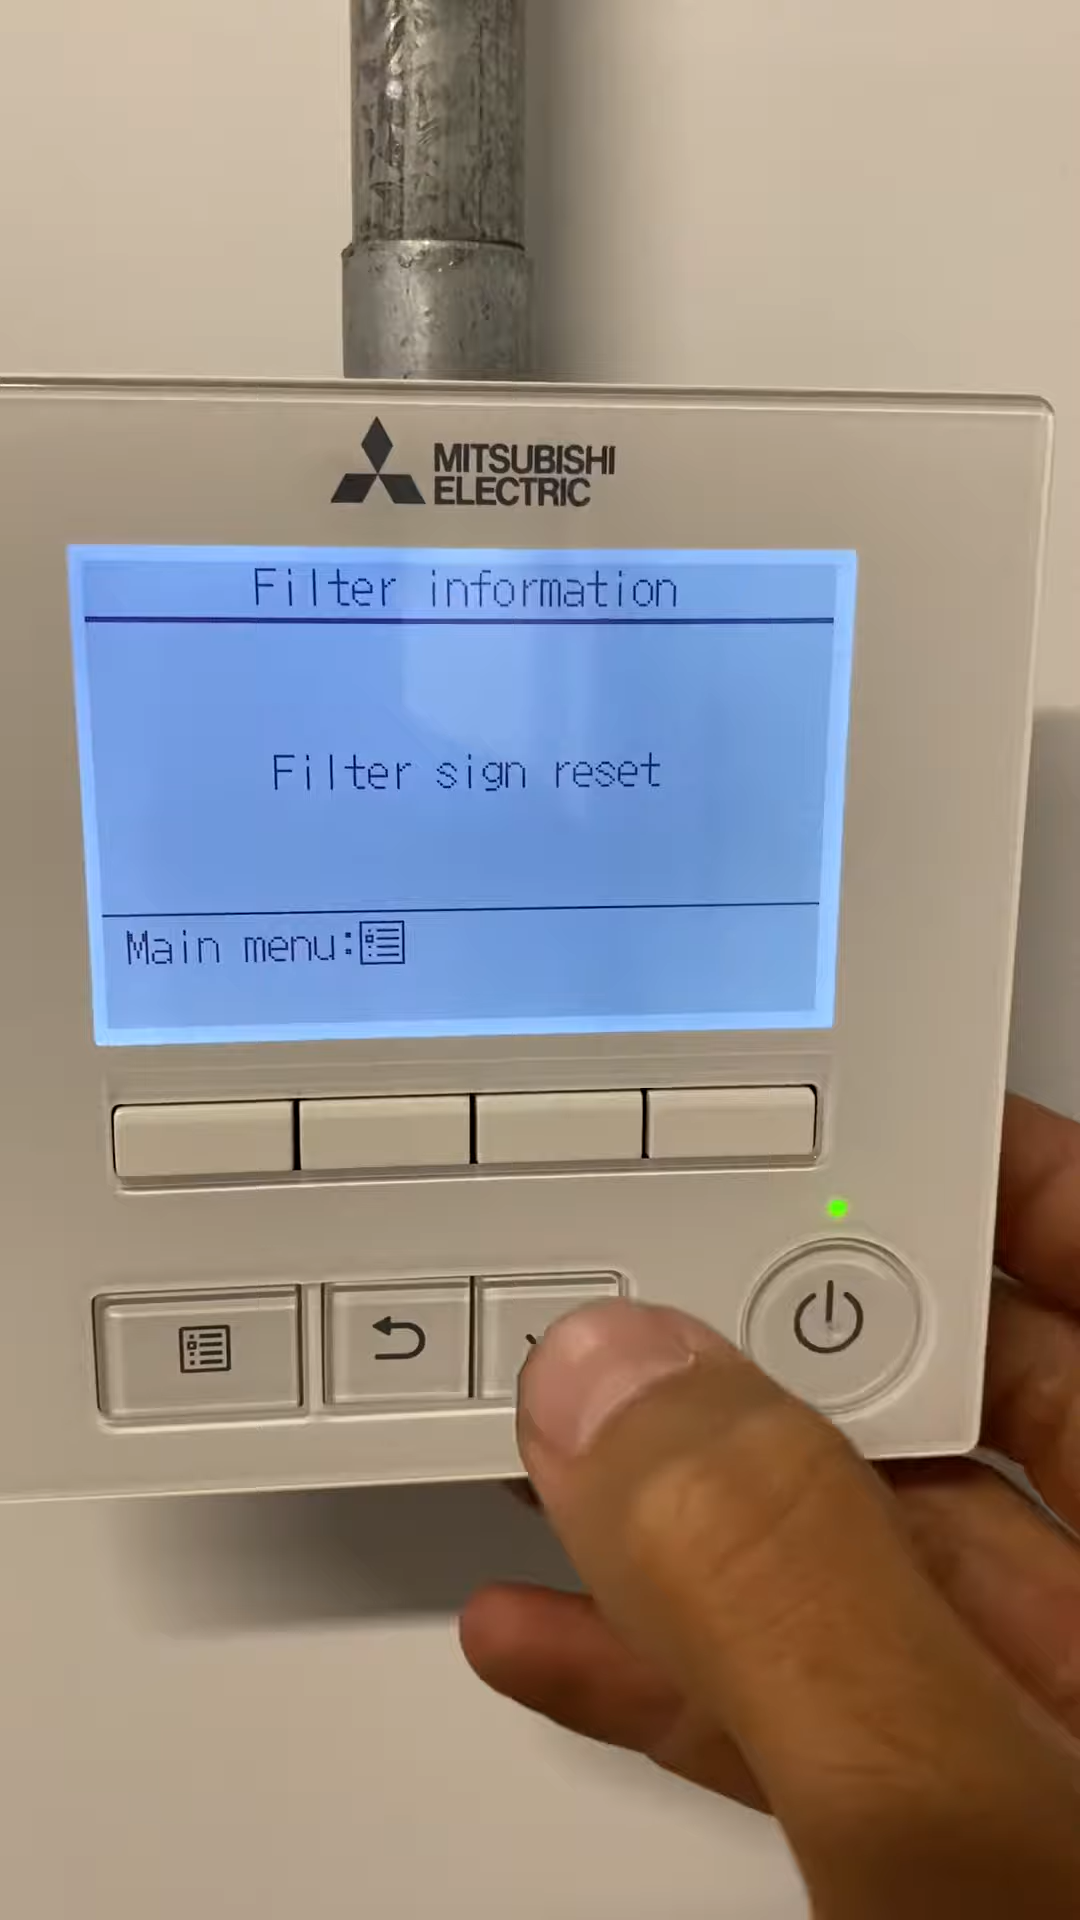 MITSUBISHI
ELECTRIC
Filter information
Filter sign reset
Main menu: